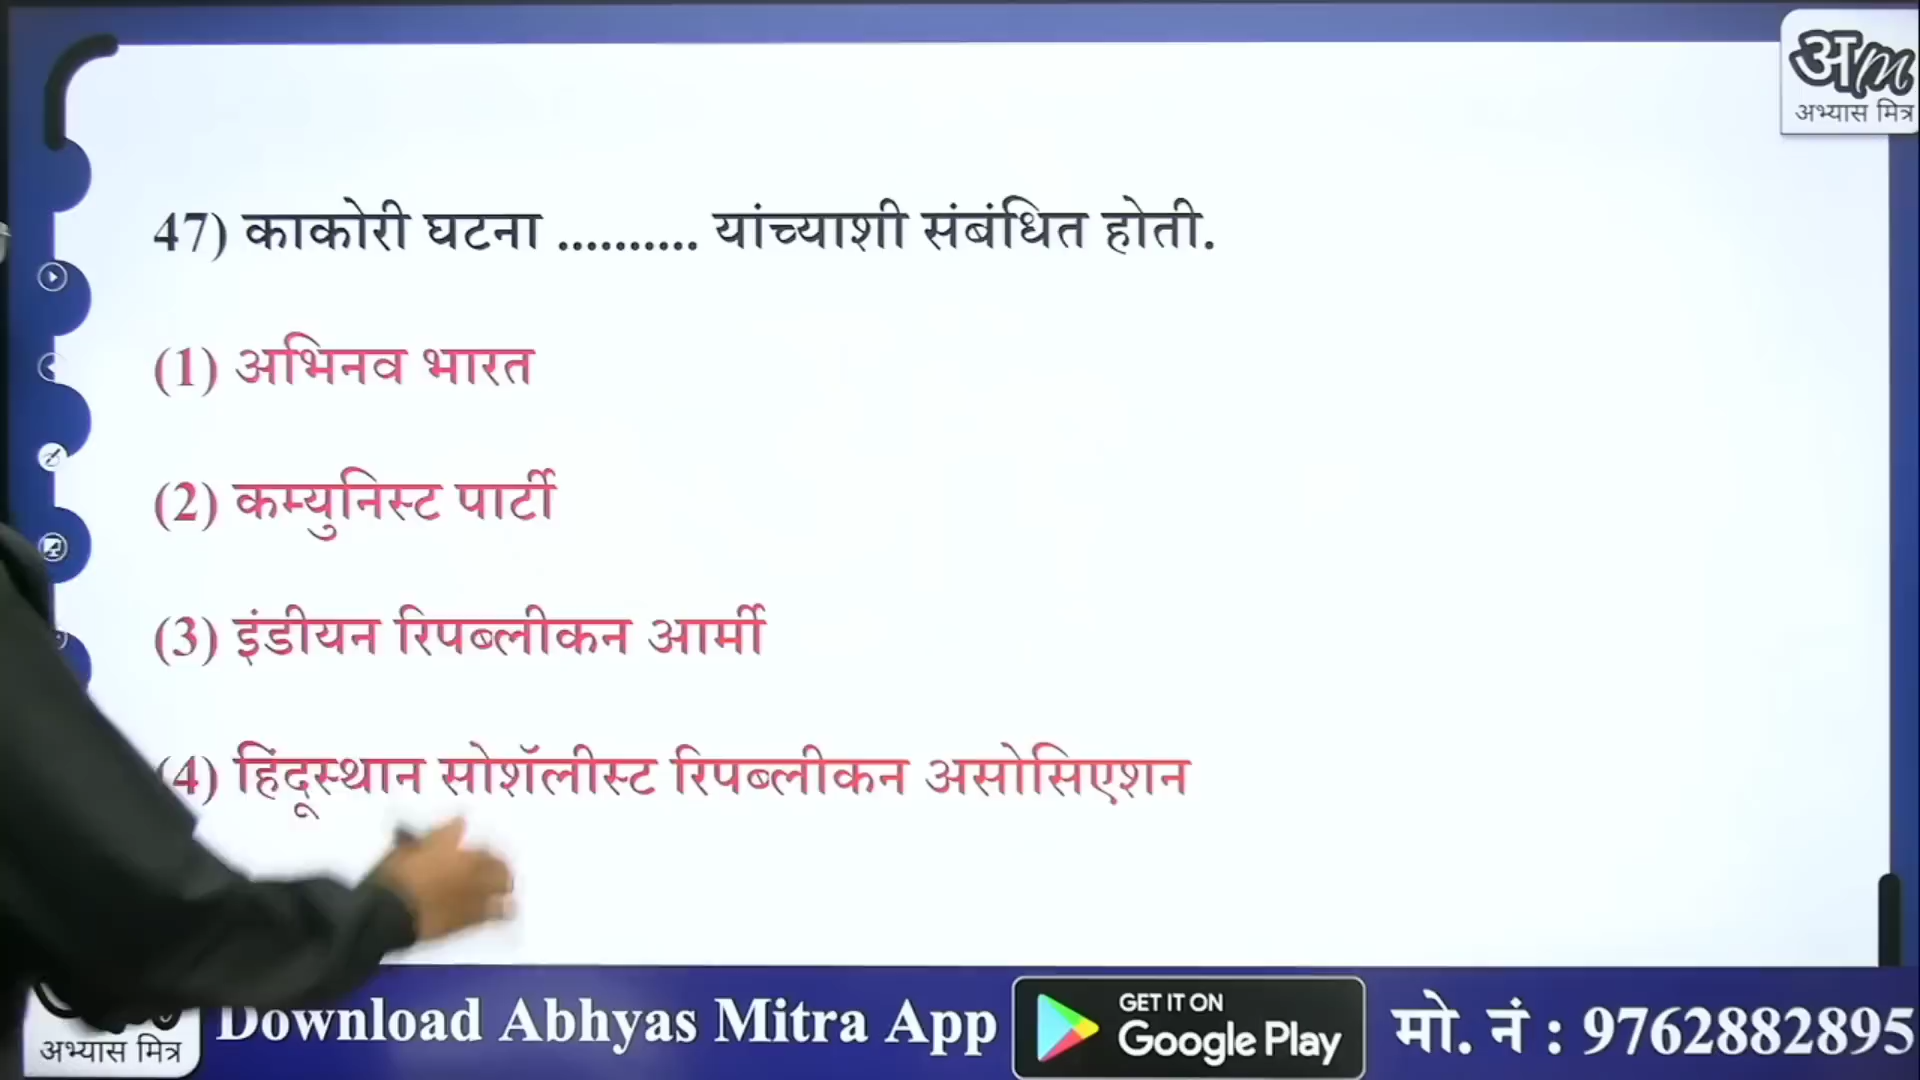 अm
अभ्यास मित्र
47) काकोरी घटना .......... यांच्याशी संबंधित होती.
(1) अभिनव भारत
(2) कम्युनिस्ट पार्टी
(3) इंडीयन रिपब्लीकन आर्मी
(4) हिंदूस्थान सोशॅलीस्ट रिपब्लीकन असोसिएशन
अभ्यास मित्र
Download Abhyas Mitra App
GET IT ON
Google Play
मो. नं : 9762882895